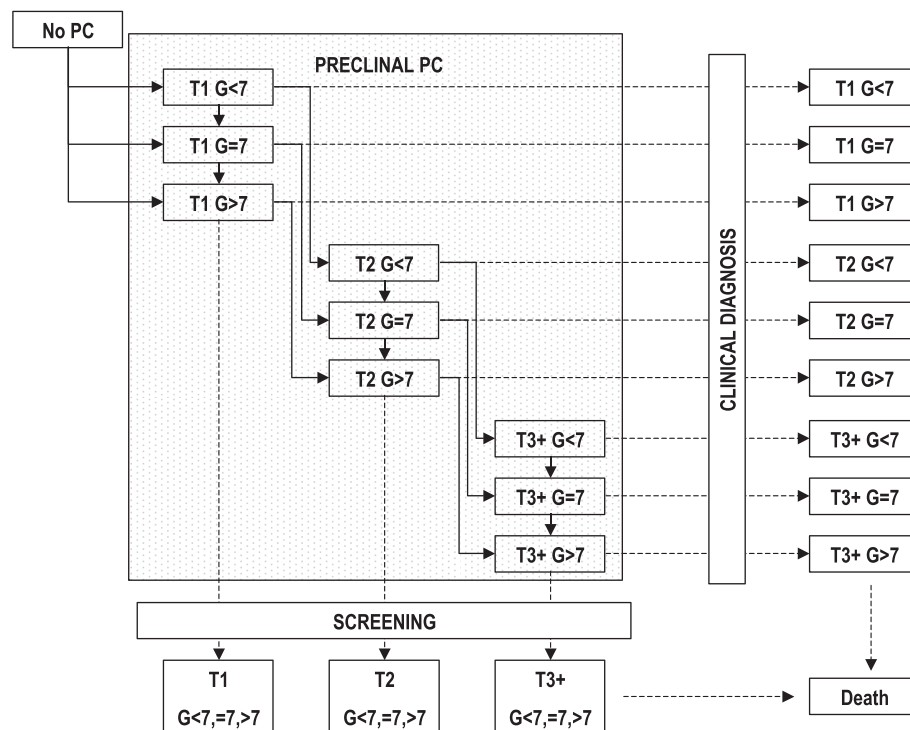 No PC
PRECLINAL PC
T1 G<7
T1 G=7
T1 G>7
T2 G<7
T2 G=7
T2 G>7
T3+ G<7
T3+ G=7
T3+ G>7
CLINICAL DIAGNOSIS
T1 G<7
T1 G=7
T1 G>7
T2 G<7
T2 G=7
T2 G>7
T3+ G<7
T3+ G=7
T3+ G>7
SCREENING
T1
G<7,=7,>7
T2
G<7,=7,>7
T3+
G<7,=7,>7
Death